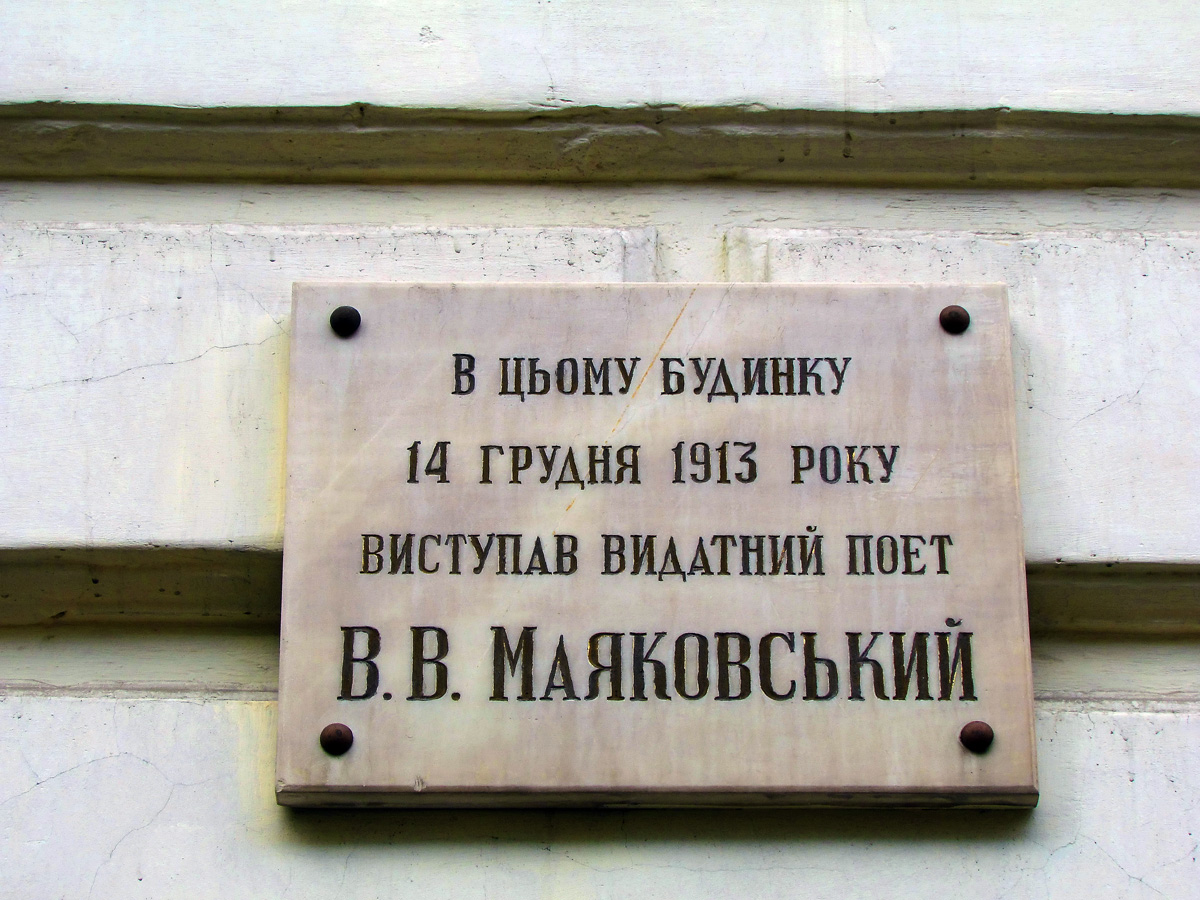 В ЦЬОМУ БУДИНКУ
14 ГРУДНЯ 1913 РОКУ
ВИСТУПАВ ВИДАТНИЙ ПОЕТ
В. В. МАЯКОВСЬКИЙ